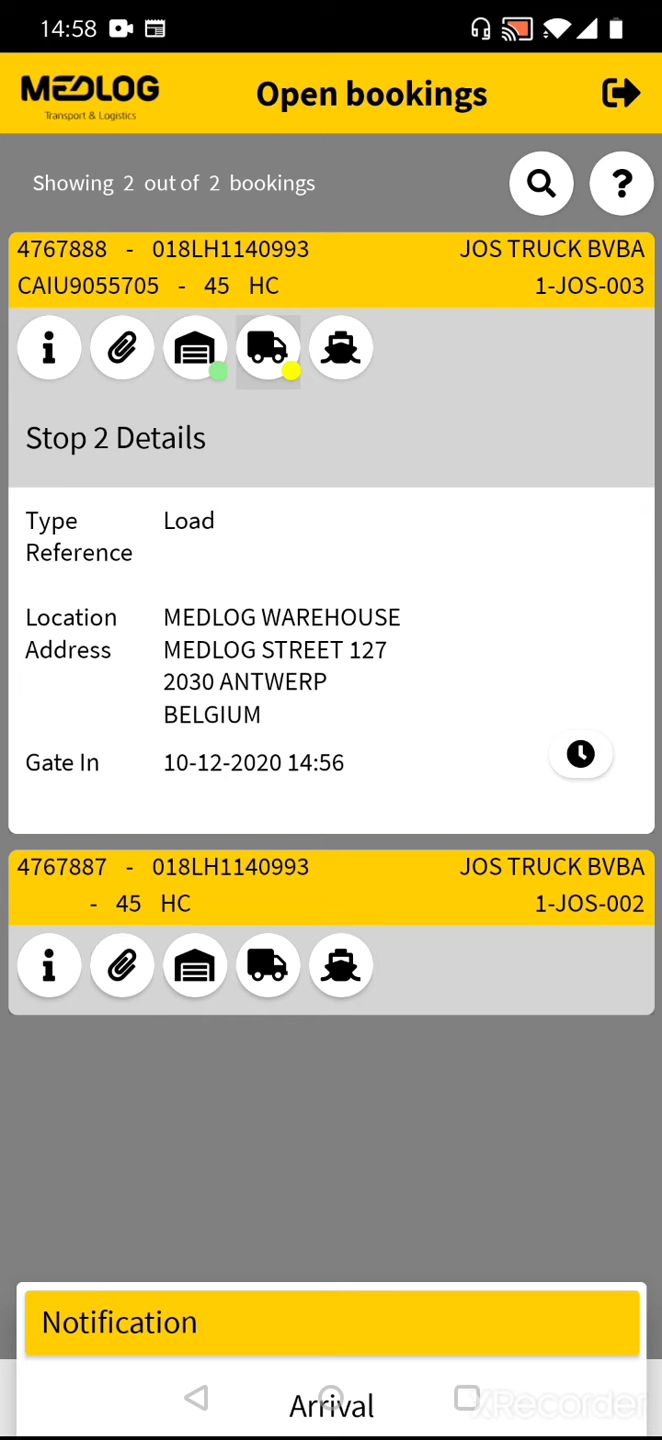 14:58
MEDLOG
Transport & Logistics
Open bookings
Showing 2 out of 2 bookings
?
4767888 - 018LH1140993 JOS TRUCK BVBA
CAIU9055705 - 45 HC 1-JOS-003
Stop 2 Details
Type Load
Reference
Location MEDLOG WAREHOUSE
Address MEDLOG STREET 127
2030 ANTWERP
BELGIUM
Gate In 10-12-2020 14:56
4767887 - 018LH1140993 JOS TRUCK BVBA
- 45 HC 1-JOS-002
Notification
Arrival
XRecorder